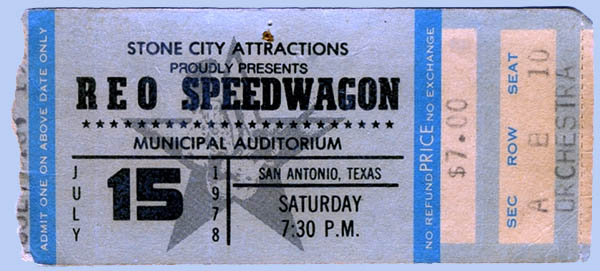 ADMIT ONE ON ABOVE DATE ONLY
STONE CITY ATTRACTIONS
PROUDLY PRESENTS
REO SPEEDWAGON
MUNICIPAL AUDITORIUM
JULY
15
1978
SAN ANTONIO, TEXAS
SATURDAY
7:30 P.M.
NO REFUND PRICE NO EXCHANGE
$7.00
SEC ROW SEAT
A E 10
ORCHESTRA